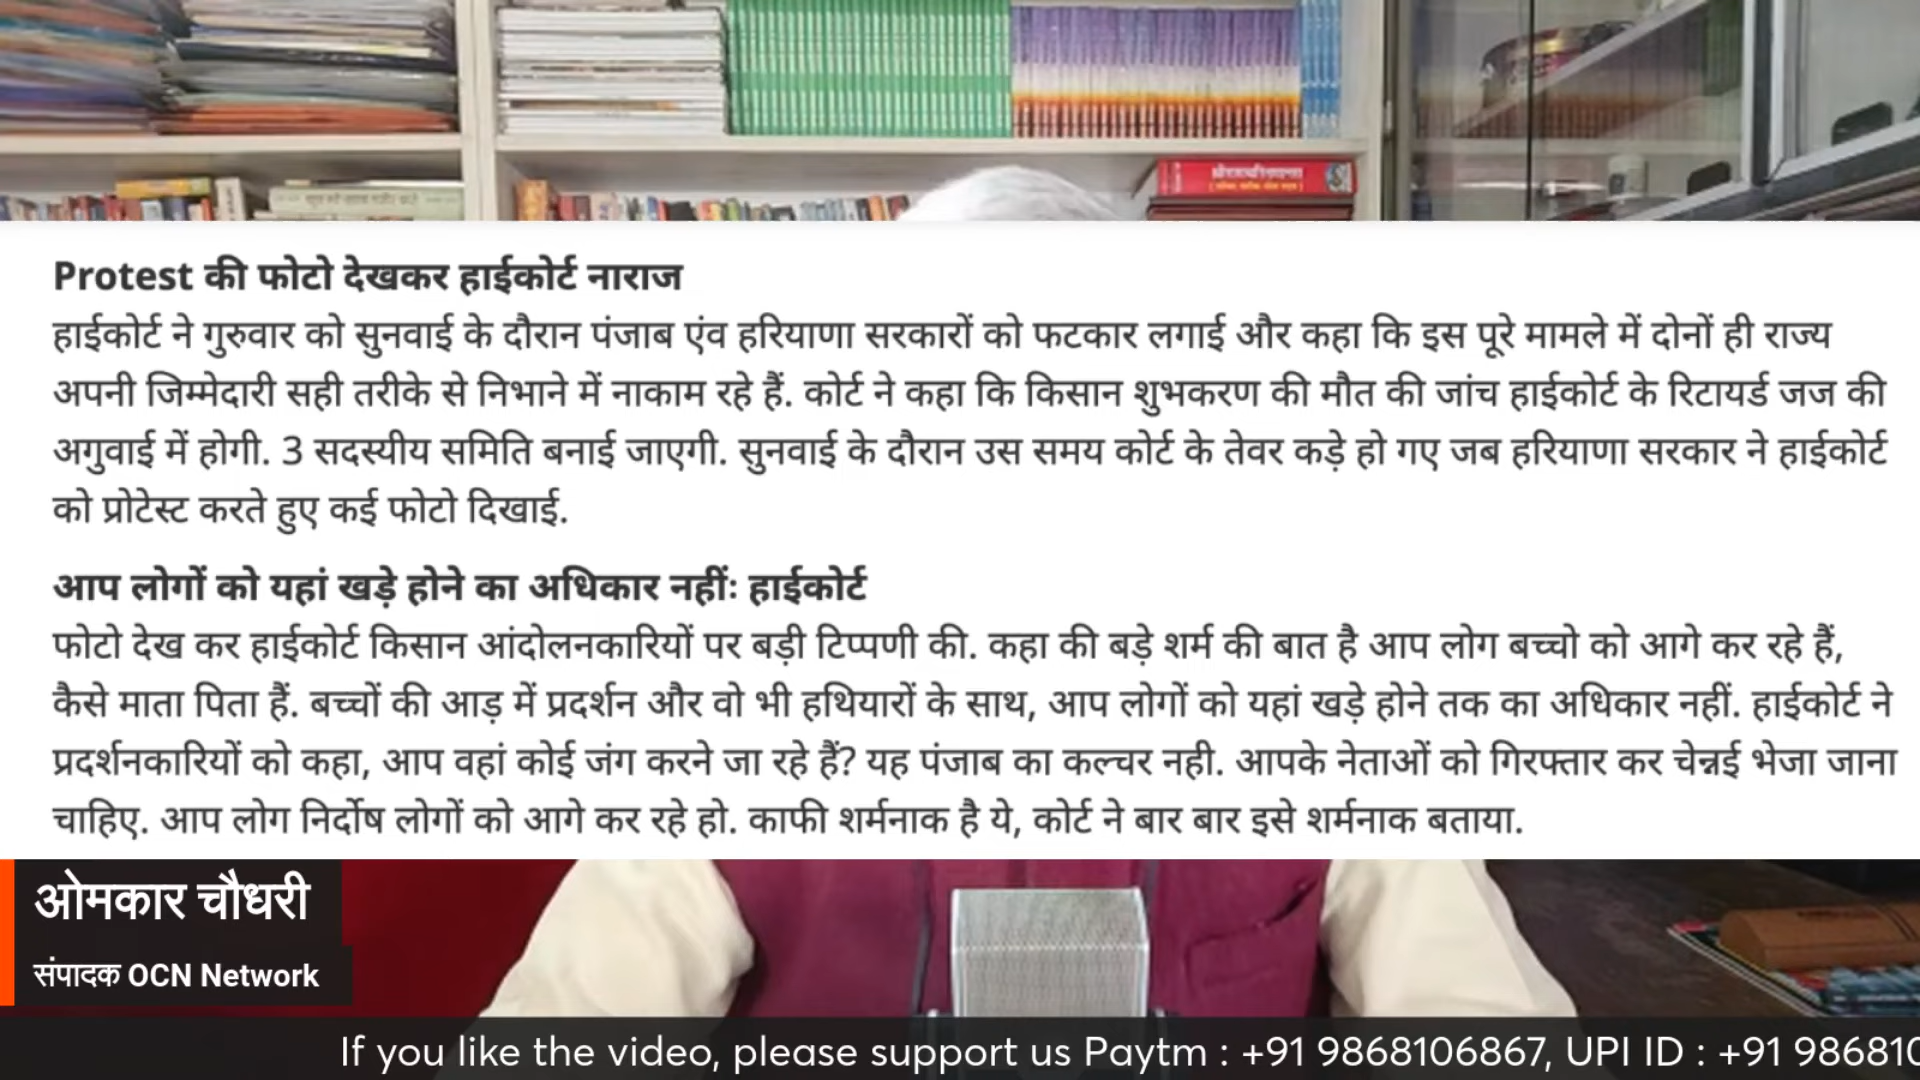 Protest की फोटो देखकर हाईकोर्ट नाराज
हाईकोर्ट ने गुरुवार को सुनवाई के दौरान पंजाब एंव हरियाणा सरकारों को फटकार लगाई और कहा कि इस पूरे मामले में दोनों ही राज्य
अपनी जिम्मेदारी सही तरीके से निभाने में नाकाम रहे हैं. कोर्ट ने कहा कि किसान शुभकरण की मौत की जांच हाईकोर्ट के रिटायर्ड जज की
अगुवाई में होगी. 3 सदस्यीय समिति बनाई जाएगी. सुनवाई के दौरान उस समय कोर्ट के तेवर कड़े हो गए जब हरियाणा सरकार ने हाईकोर्ट
को प्रोटेस्ट करते हुए कई फोटो दिखाई.
आप लोगों को यहां खड़े होने का अधिकार नहींः हाईकोर्ट
फोटो देख कर हाईकोर्ट किसान आंदोलनकारियों पर बड़ी टिप्पणी की. कहा की बड़े शर्म की बात है आप लोग बच्चो को आगे कर रहे हैं,
कैसे माता पिता हैं. बच्चों की आड़ में प्रदर्शन और वो भी हथियारों के साथ, आप लोगों को यहां खड़े होने तक का अधिकार नहीं. हाईकोर्ट ने
प्रदर्शनकारियों को कहा, आप वहां कोई जंग करने जा रहे हैं? यह पंजाब का कल्चर नही. आपके नेताओं को गिरफ्तार कर चेन्नई भेजा जाना
चाहिए. आप लोग निर्दोष लोगों को आगे कर रहे हो. काफी शर्मनाक है ये, कोर्ट ने बार बार इसे शर्मनाक बताया.
ओमकार चौधरी
संपादक OCN Network
If you like the video, please support us Paytm : +91 9868106867, UPI ID : +91 986810